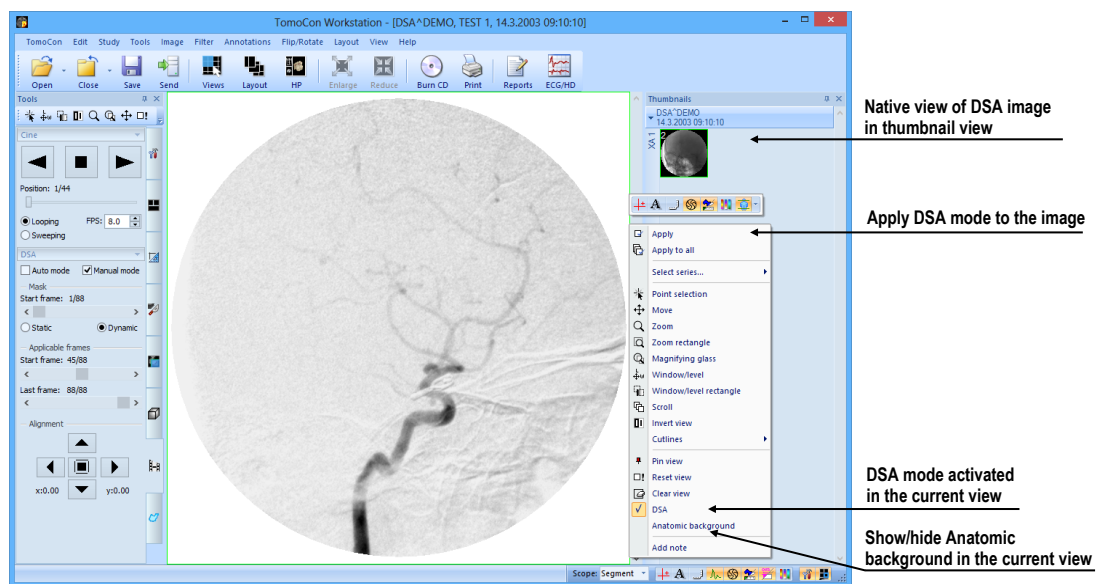 TomoCon Workstation - [DSA^DEMO, TEST 1, 14.3.2003 09:10:10]
TomoCon Edit Study Tools Image Filter Annotations Flip/Rotate Layout View Help
Open Close Save Send Views Layout HP Enlarge Reduce Burn CD Print Reports ECG/HD
Tools
Cine
Position: 1/44
Looping FPS: 8.0
Sweeping
DSA
Auto mode Manual mode
Mask
Start frame: 1/88
Static Dynamic
Applicable frames
Start frame: 45/88
Last frame: 88/88
Alignment
x:0.00 y:0.00
Thumbnails
DSA^DEMO
14.3.2003 09:10:10
XA 1
2
Apply
Apply to all
Select series...
Point selection
Move
Zoom
Zoom rectangle
Magnifying glass
Window/level
Window/level rectangle
Scroll
Invert view
Cutlines
Pin view
Reset view
Clear view
DSA
Anatomic background
Add note
Scope: Segment
Native view of DSA image
in thumbnail view
Apply DSA mode to the image
DSA mode activated
in the current view
Show/hide Anatomic
background in the current view